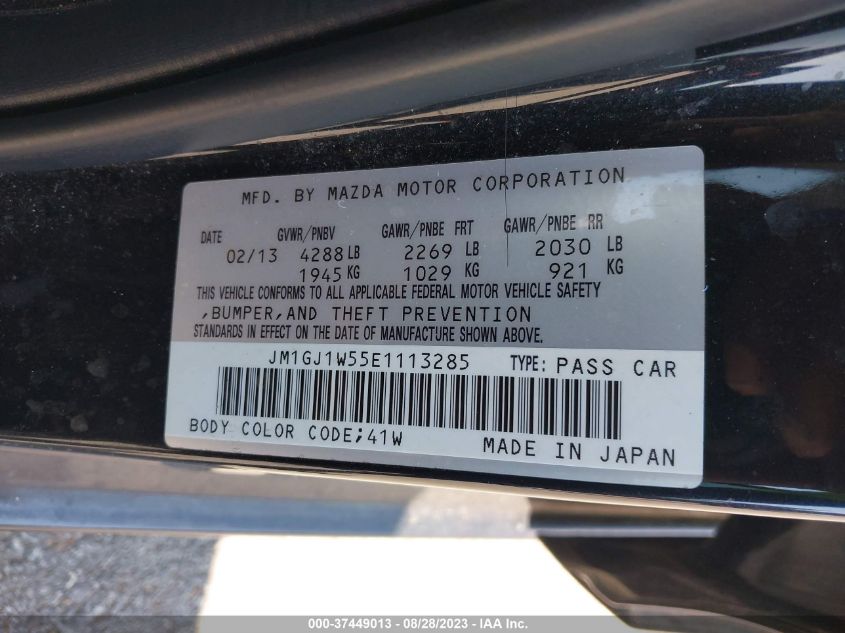 MFD. BY MAZDA MOTOR CORPORATION
DATE GVWR/PNBV GAWR/PNBE FRT GAWR/PNBE RR
02/13 4288 LB 2269 LB 2030 LB
1945 KG 1029 KG 921 KG
THIS VEHICLE CONFORMS TO ALL APPLICABLE FEDERAL MOTOR VEHICLE SAFETY
,BUMPER,AND THEFT PREVENTION
STANDARDS IN EFFECT ON THE DATE OF MANUFACTURE SHOWN ABOVE.
JM1GJ1W55E1113285 TYPE: PASS CAR
BODY COLOR CODE;41W MADE IN JAPAN
000-37449013 - 08/28/2023 - IAA Inc.